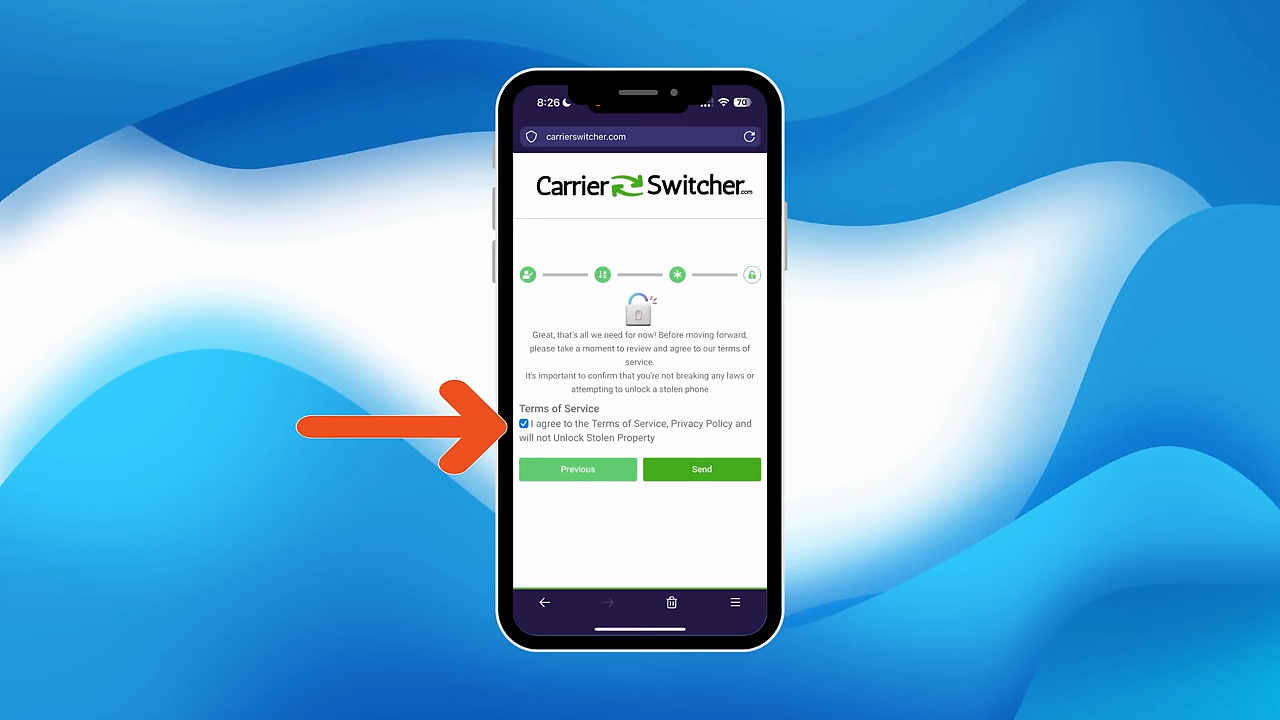 8:26
70
carrierswitcher.com
Carrier Switcher.com
Great, that's all we need for now! Before moving forward,
please take a moment to review and agree to our terms of
service.
It's important to confirm that you're not breaking any laws or
attempting to unlock a stolen phone
Terms of Service
I agree to the Terms of Service, Privacy Policy and
will not Unlock Stolen Property
Previous Send